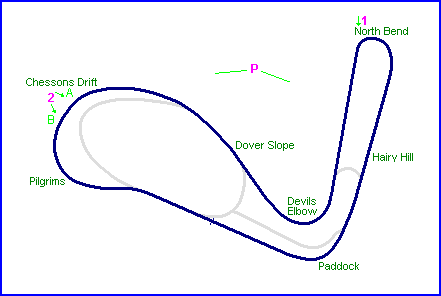 1
North Bend
P
Chessons Drift
2 A
B
Dover Slope
Hairy Hill
Pilgrims
Devils
Elbow
Paddock